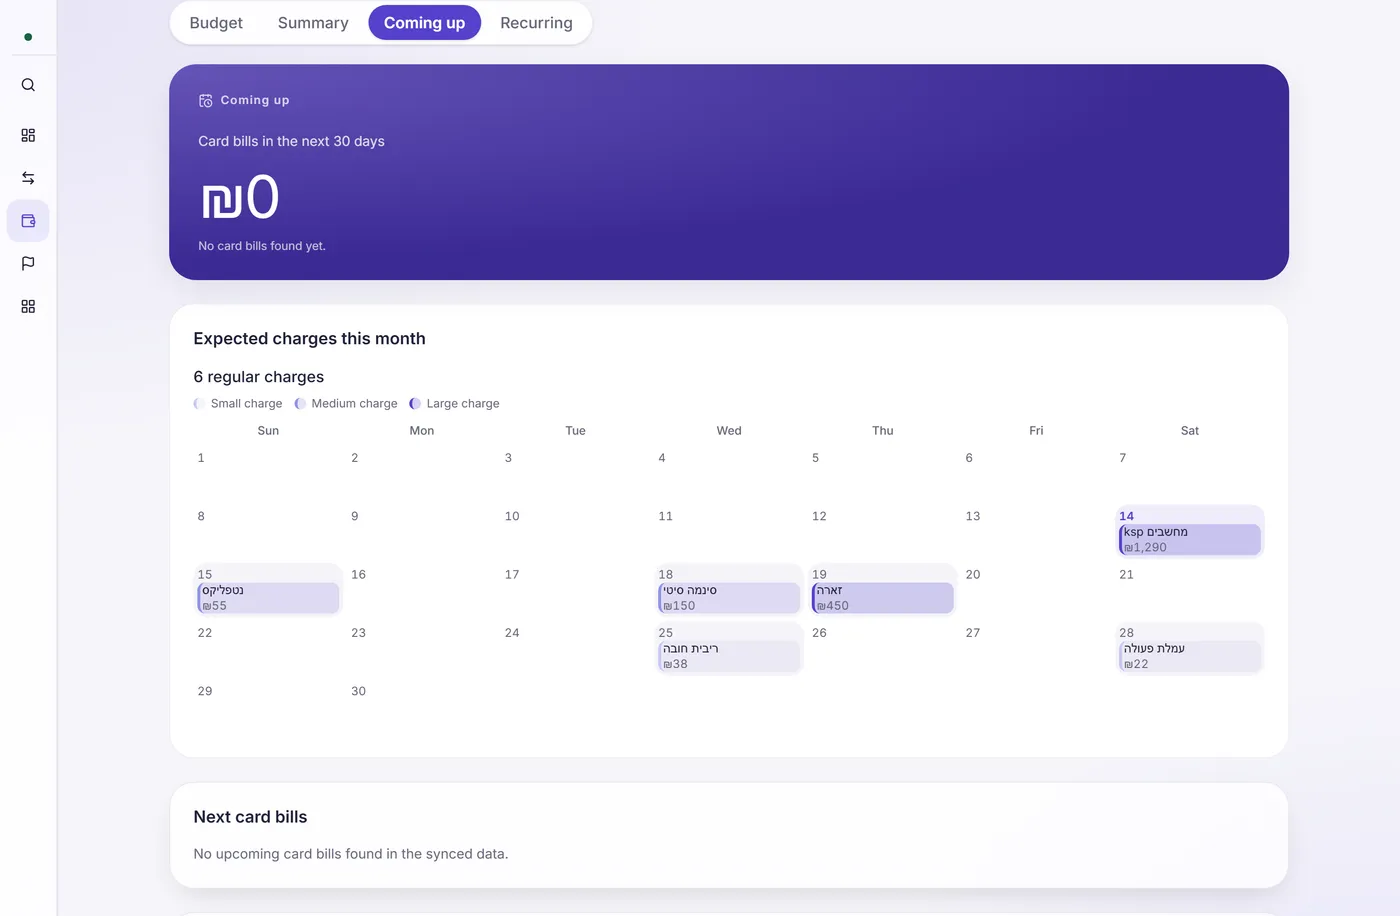 Budget
Summary
Coming up
Recurring
Coming up
Card bills in the next 30 days
₪0
No card bills found yet.
Expected charges this month
6 regular charges
Small charge
Medium charge
Large charge
Sun Mon Tue Wed Thu Fri Sat
1 2 3 4 5 6 7
8 9 10 11 12 13 14
ksp מחשבים
₪1,290
15 16 17 18 19 20 21
נטפליקס
₪55
סינמה סיטי
₪150
זארה
₪450
22 23 24 25 26 27 28
ריבית חובה
₪38
עמלת פעולה
₪22
29 30
Next card bills
No upcoming card bills found in the synced data.